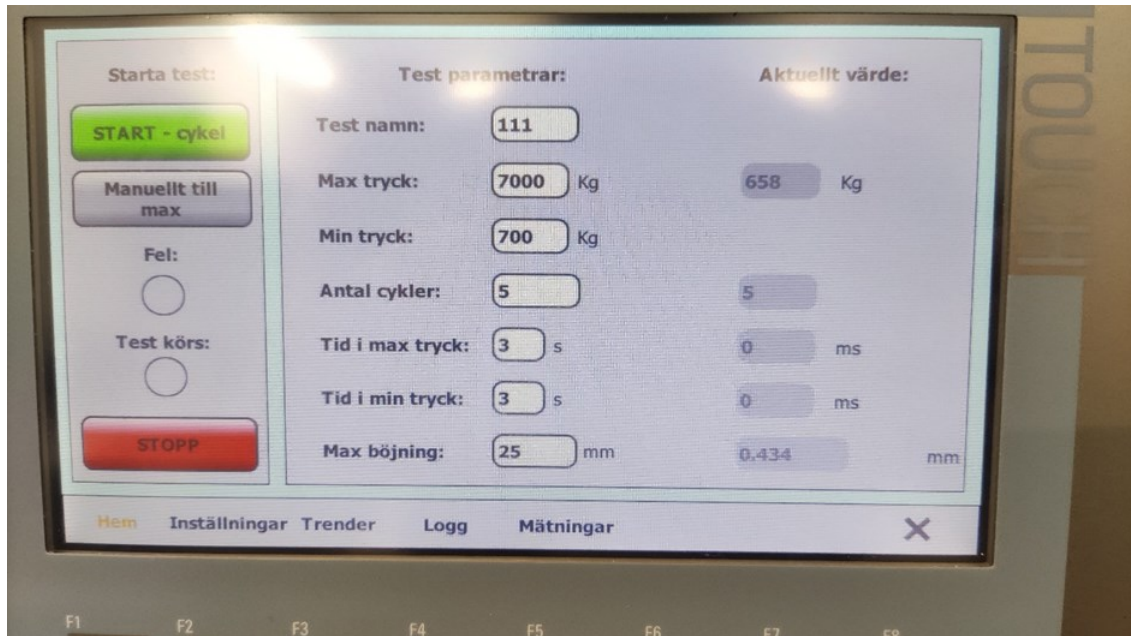 Starta test:
START - cykel
Manuellt till
max
Fel:
Test körs:
STOPP
Test parametrar:
Aktuellt värde:
Test namn: 111
Max tryck: 7000 Kg 658 Kg
Min tryck: 700 Kg
Antal cykler: 5 5
Tid i max tryck: 3 s 0 ms
Tid i min tryck: 3 s 0 ms
Max böjning: 25 mm 0.434 mm
Hem Inställningar Trender Logg Mätningar X
TOUCH
F1 F2 F3 F4 F5 F6 F7 F8